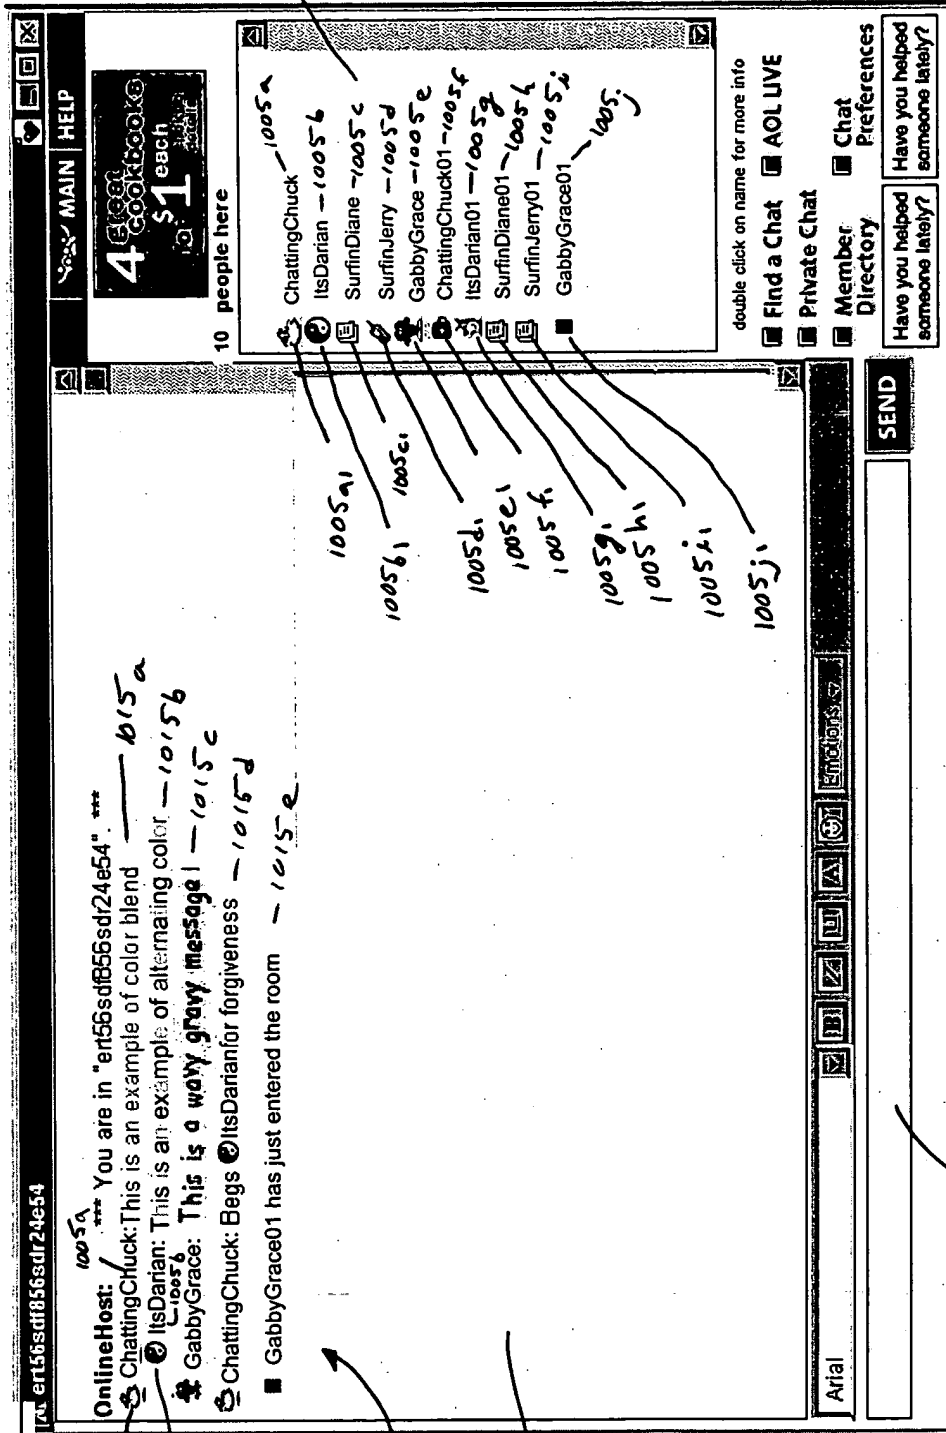 ert56sdf856sdr24e54
MAIN HELP
1005a
OnlineHost: *** You are in "ert56sdf856sdr24e54". ***
ChattingChuck:This is an example of color blend — 1015a
ItsDarian: This is an example of alternating color — 1015b
1005b
GabbyGrace: This is a wavy gravy message! — 1015c
ChattingChuck: Begs ItsDarianfor forgiveness — 1015d
GabbyGrace01 has just entered the room — 1015e
4 Great cookbooks
$1 each
10 people here
ChattingChuck — 1005a
ItsDarian — 1005b
SurfinDiane — 1005c
SurfinJerry — 1005d
GabbyGrace — 1005e
ChattingChuck01 — 1005f
ItsDarian01 — 1005g
SurfinDiane01 — 1005h
SurfinJerry01 — 1005i
GabbyGrace01 — 1005j
1005a1
1005b1
1005c1
1005d1
1005e1
1005f1
1005g1
1005h1
1005i1
1005j1
double click on name for more info
Find a Chat AOL LIVE
Private Chat
Member Directory Chat Preferences
Arial B U A Emotions
SEND
Have you helped someone lately? Have you helped someone lately?